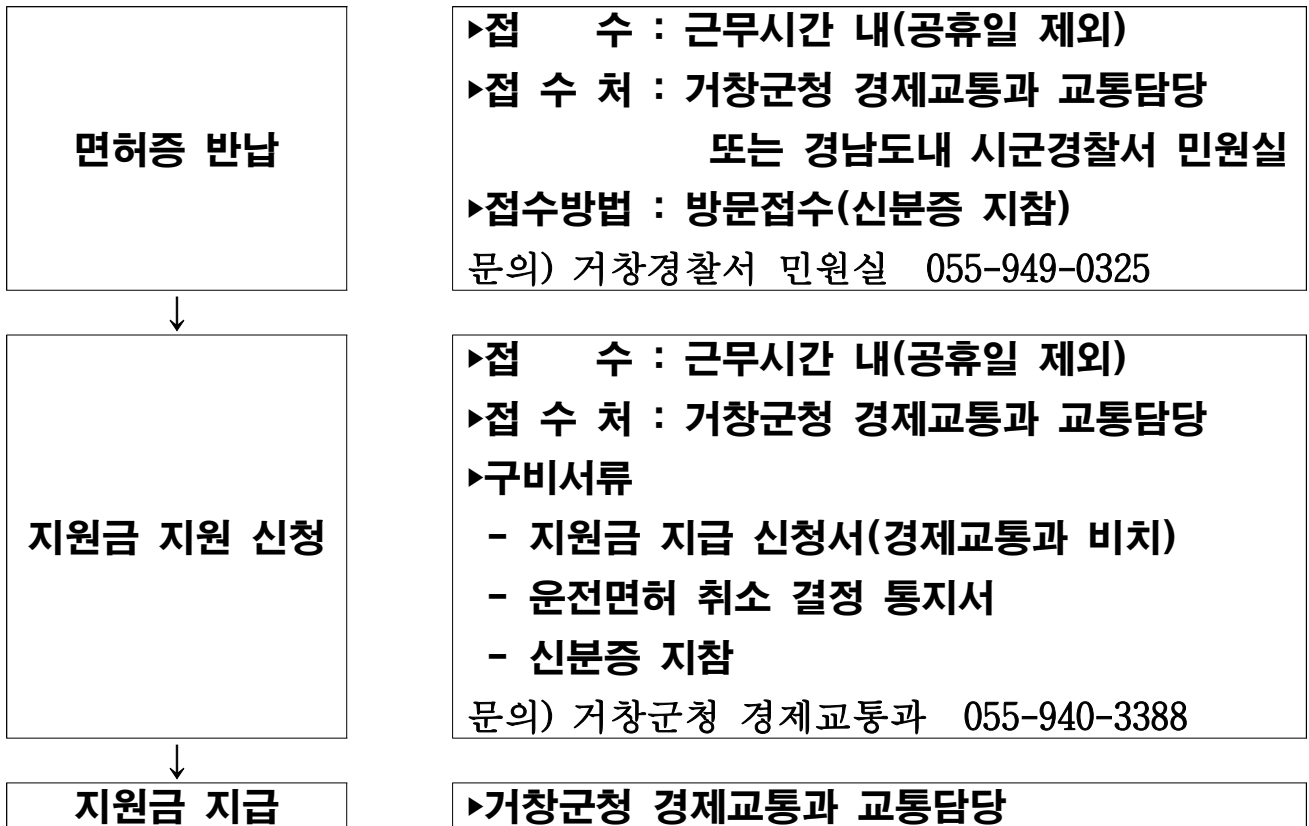 면허증 반납
▶접 수 : 근무시간 내(공휴일 제외)
▶접 수 처 : 거창군청 경제교통과 교통담당
또는 경남도내 시군경찰서 민원실
▶접수방법 : 방문접수(신분증 지참)
문의) 거창경찰서 민원실 055-949-0325
↓
지원금 지원 신청
▶접 수 : 근무시간 내(공휴일 제외)
▶접 수 처 : 거창군청 경제교통과 교통담당
▶구비서류
- 지원금 지급 신청서(경제교통과 비치)
- 운전면허 취소 결정 통지서
- 신분증 지참
문의) 거창군청 경제교통과 055-940-3388
↓
지원금 지급
▶거창군청 경제교통과 교통담당